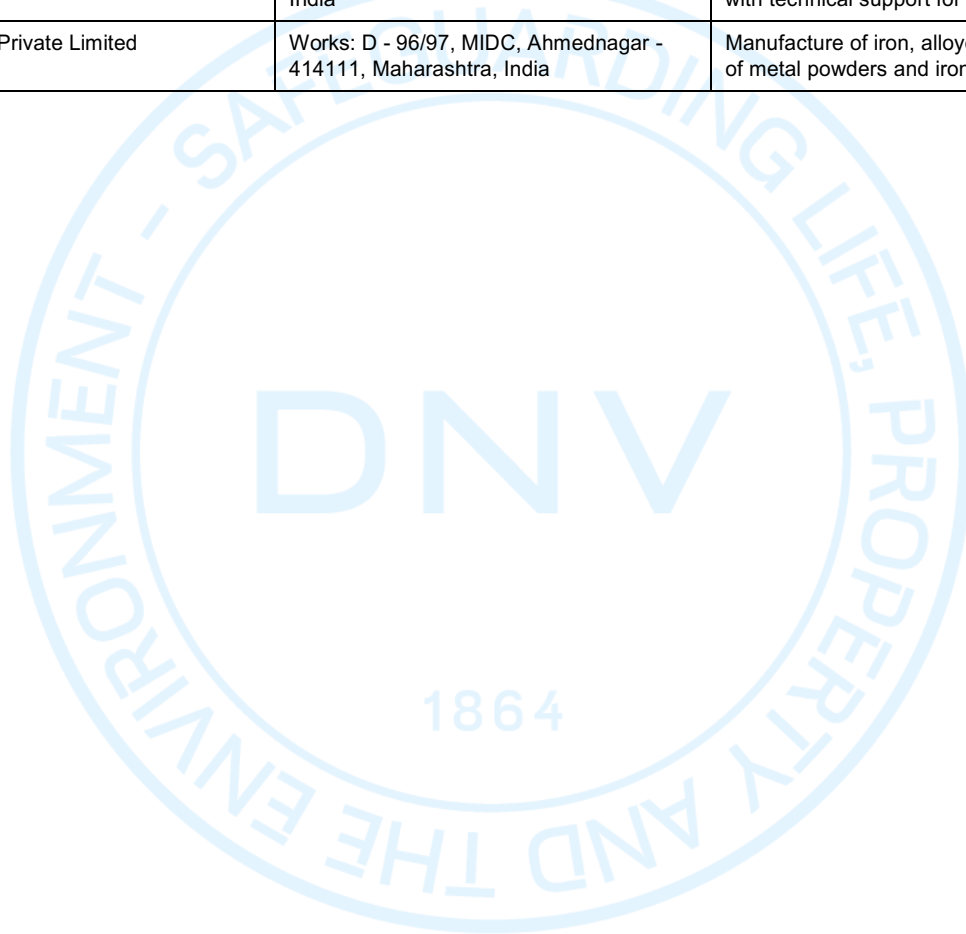 India
with technical support for
Private Limited
Works: D - 96/97, MIDC, Ahmednagar -
414111, Maharashtra, India
Manufacture of iron, alloye
of metal powders and iron
SAFEGUARDING LIFE, PROPERTY AND THE ENVIRONMENT -
DNV
1864